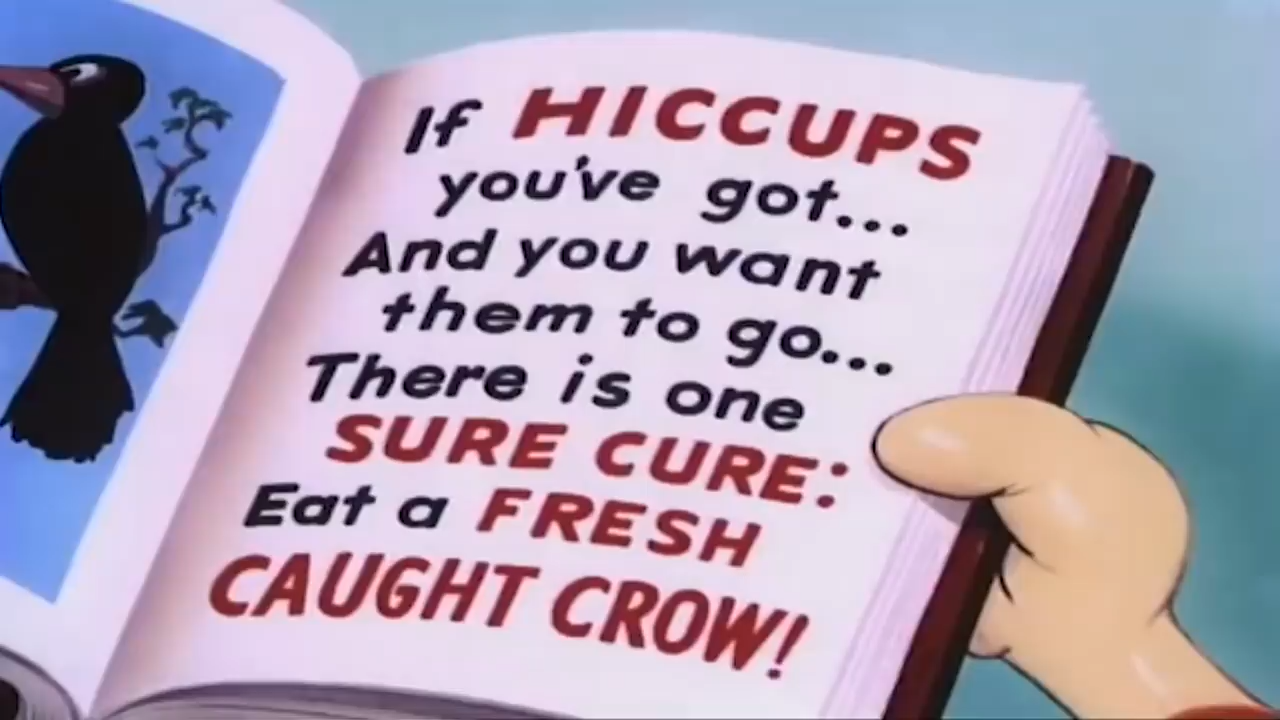 If HICCUPS
you've got...
And you want
them to go...
There is one
SURE CURE:
Eat a FRESH
CAUGHT CROW!